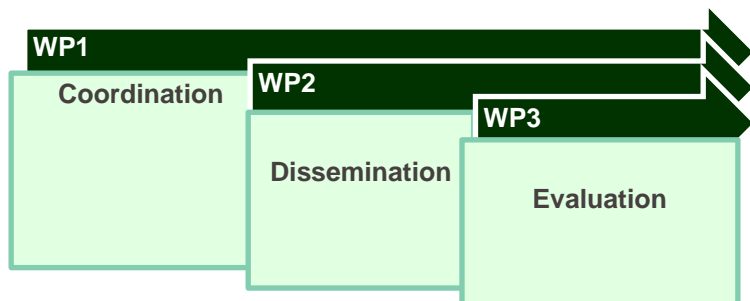 WP1
Coordination
WP2
Dissemination
WP3
Evaluation